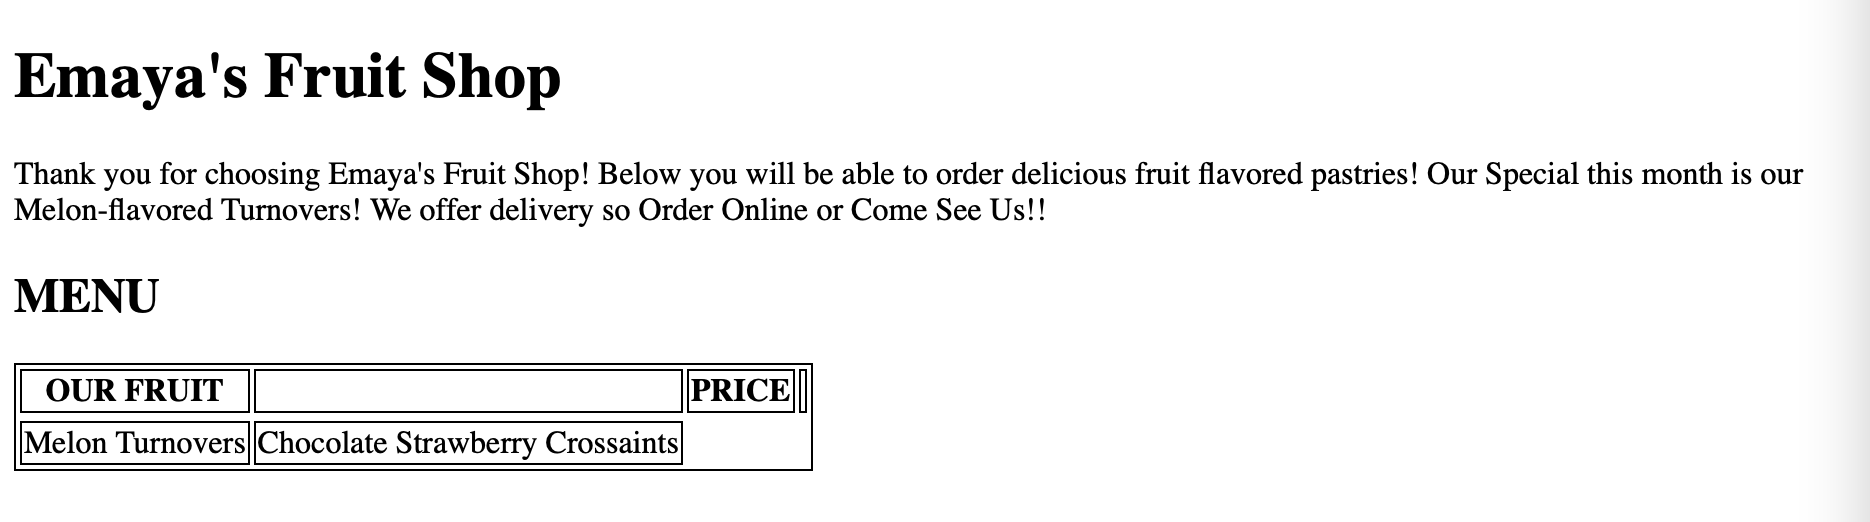 Emaya's Fruit Shop
Thank you for choosing Emaya's Fruit Shop! Below you will be able to order delicious fruit flavored pastries! Our Special this month is our
Melon-flavored Turnovers! We offer delivery so Order Online or Come See Us!!
MENU
OUR FRUIT PRICE
Melon Turnovers Chocolate Strawberry Crossaints